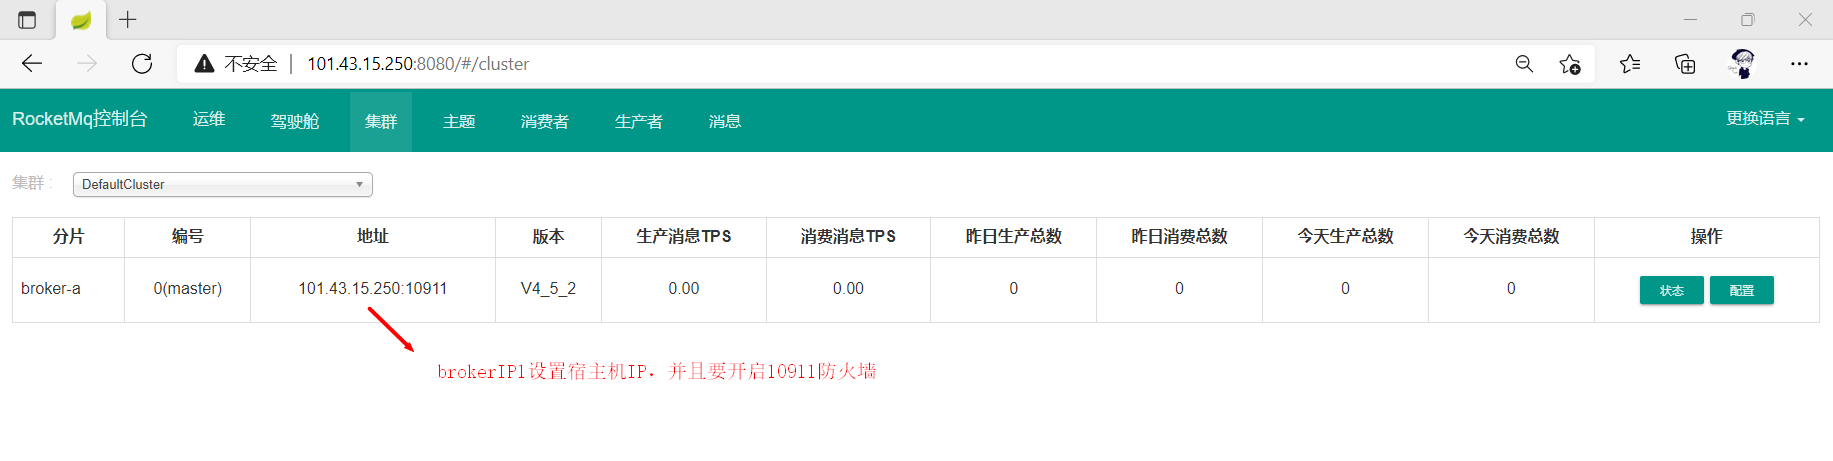 不安全 | 101.43.15.250:8080/#/cluster
RocketMq控制台 运维 驾驶舱 集群 主题 消费者 生产者 消息 更换语言
集群： DefaultCluster
分片 编号 地址 版本 生产消息TPS 消费消息TPS 昨日生产总数 昨日消费总数 今天生产总数 今天消费总数 操作
broker-a 0(master) 101.43.15.250:10911 V4_5_2 0.00 0.00 0 0 0 0 状态 配置
brokerIP1设置宿主机IP. 并且要开启10911防火墙